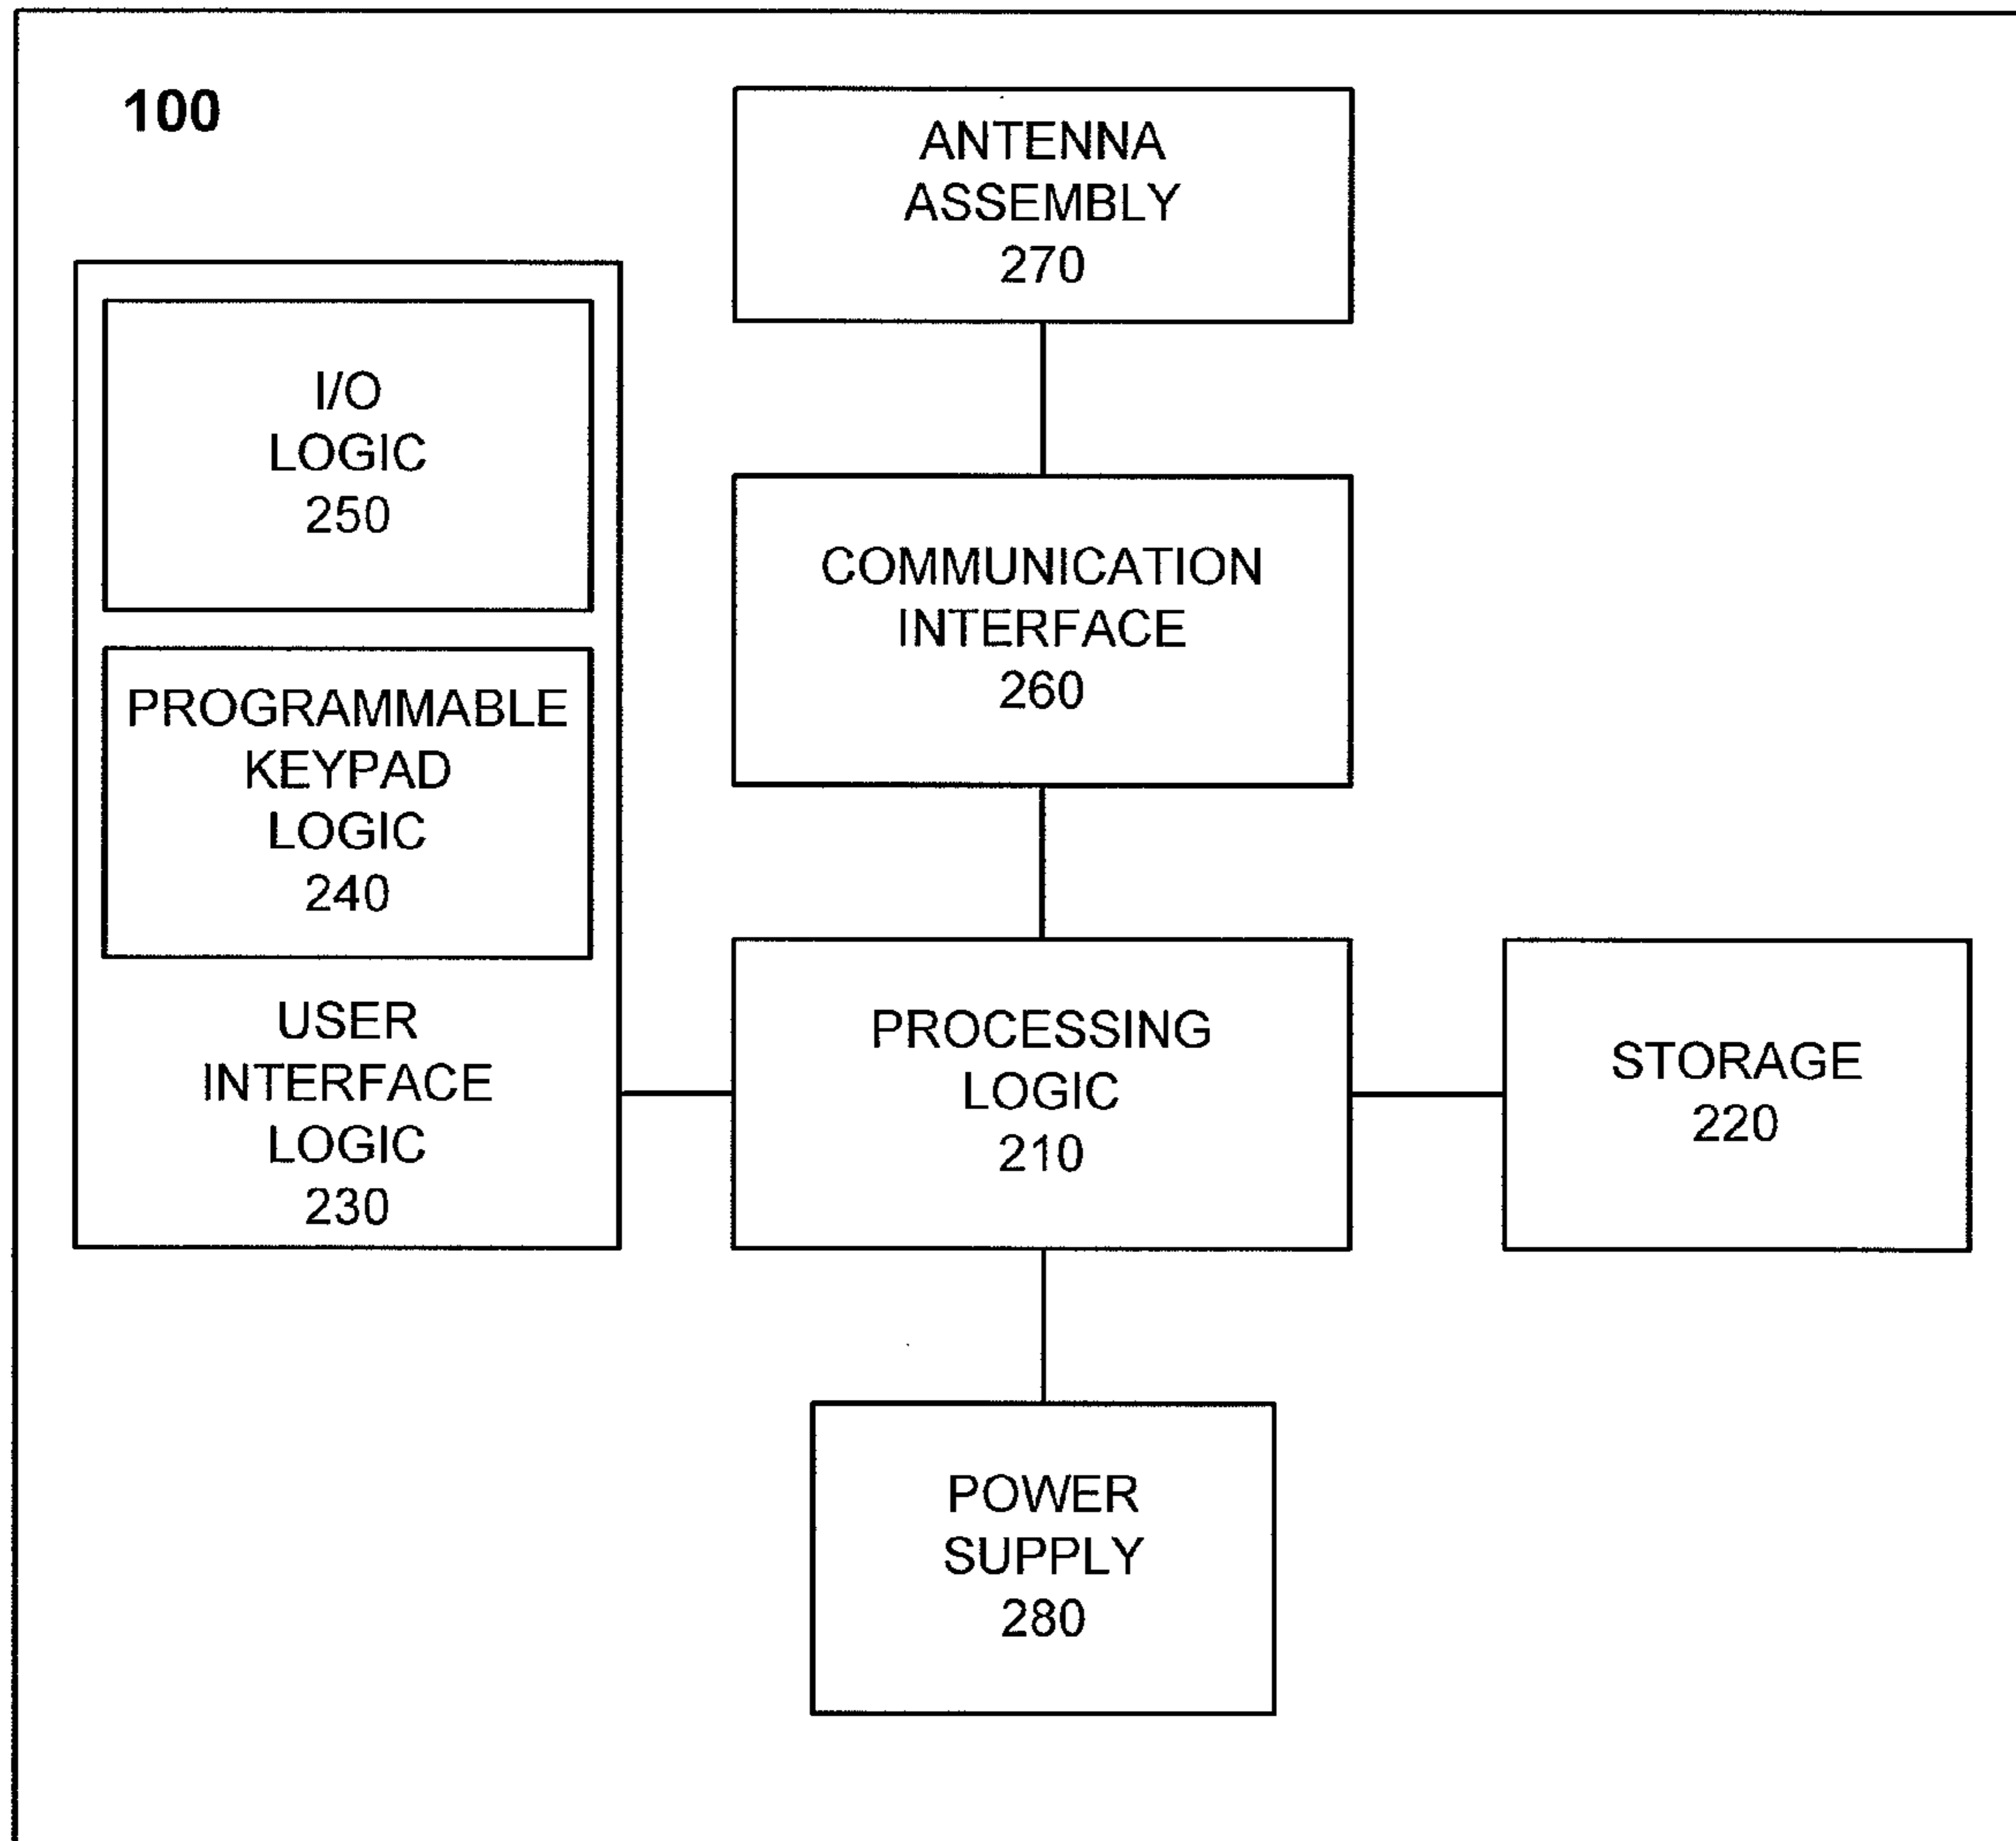 100
ANTENNA
ASSEMBLY
270
I/O
LOGIC
250
COMMUNICATION
INTERFACE
260
PROGRAMMABLE
KEYPAD
LOGIC
240
USER
INTERFACE
LOGIC
230
PROCESSING
LOGIC
210
STORAGE
220
POWER
SUPPLY
280